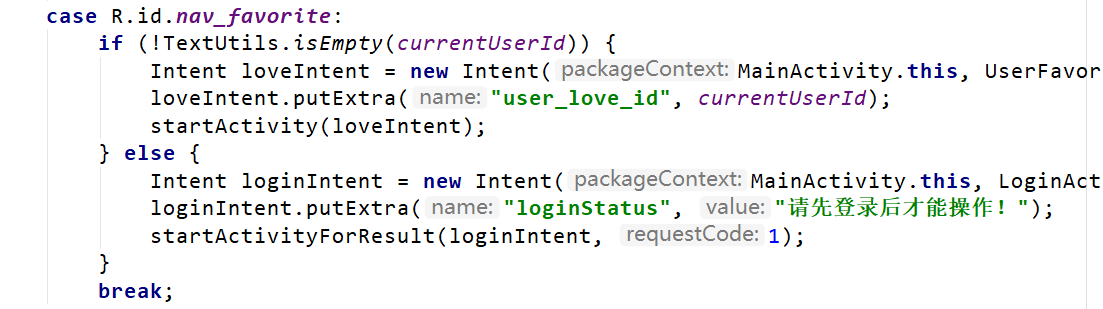 case R.id.nav_favorite:
if (!TextUtils.isEmpty(currentUserId)) {
Intent loveIntent = new Intent( packageContext: MainActivity.this, UserFavor
loveIntent.putExtra( name: "user_love_id", currentUserId);
startActivity(loveIntent);
} else {
Intent loginIntent = new Intent( packageContext: MainActivity.this, LoginAct
loginIntent.putExtra( name: "loginStatus", value: "请先登录后才能操作！");
startActivityForResult(loginIntent, requestCode: 1);
}
break;